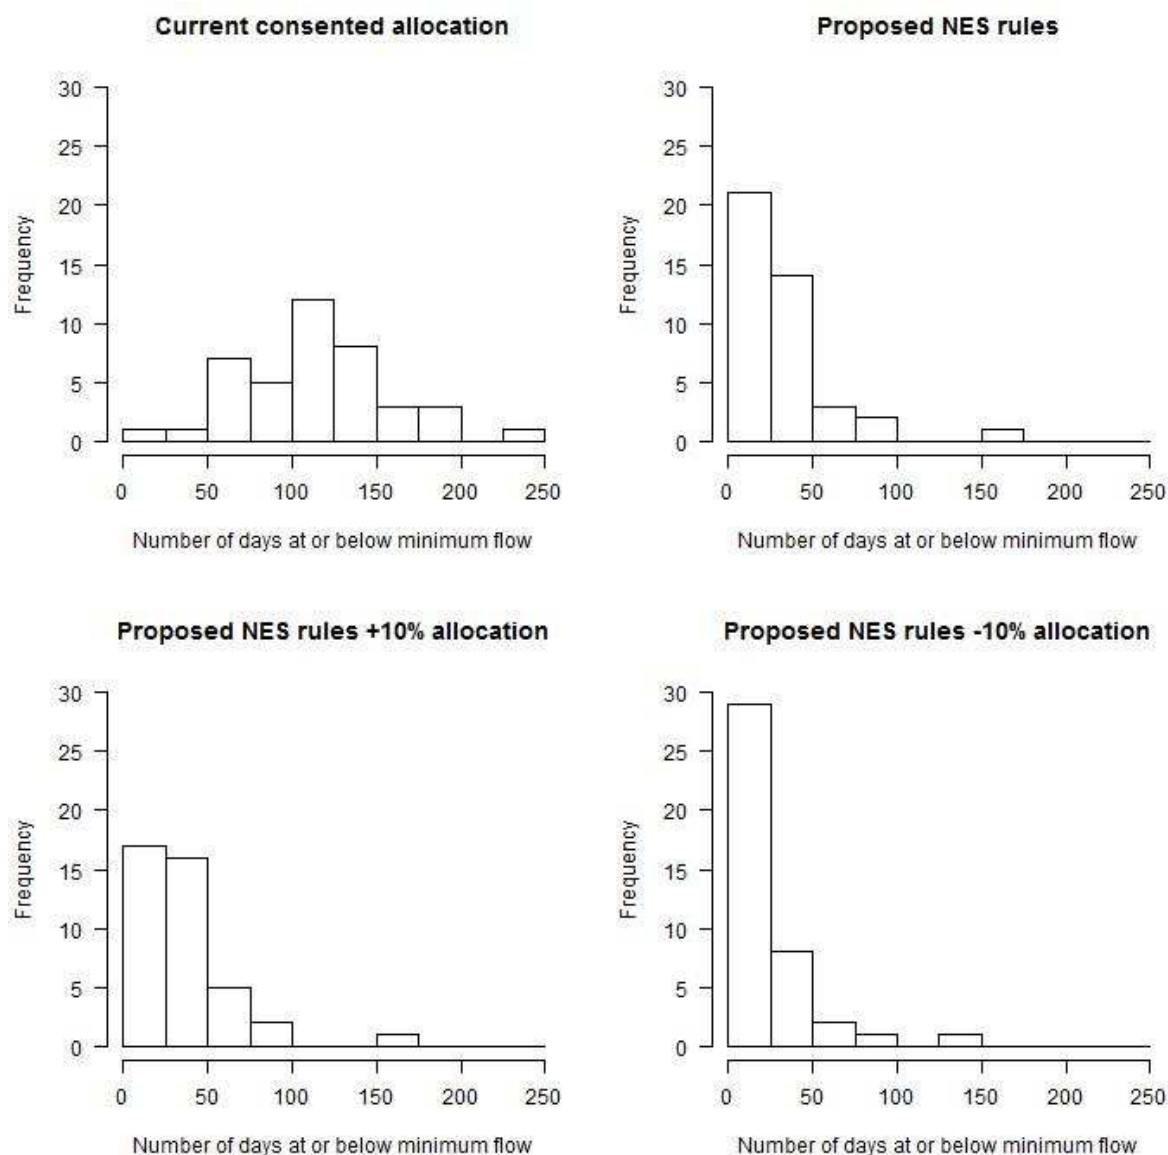 Current consented allocation
30
25
20
15
10
5
0
Frequency
0 50 100 150 200 250
Number of days at or below minimum flow
Proposed NES rules
30
25
20
15
10
5
0
Frequency
0 50 100 150 200 250
Number of days at or below minimum flow
Proposed NES rules +10% allocation
30
25
20
15
10
5
0
Frequency
0 50 100 150 200 250
Number of days at or below minimum flow
Proposed NES rules -10% allocation
30
25
20
15
10
5
0
Frequency
0 50 100 150 200 250
Number of days at or below minimum flow